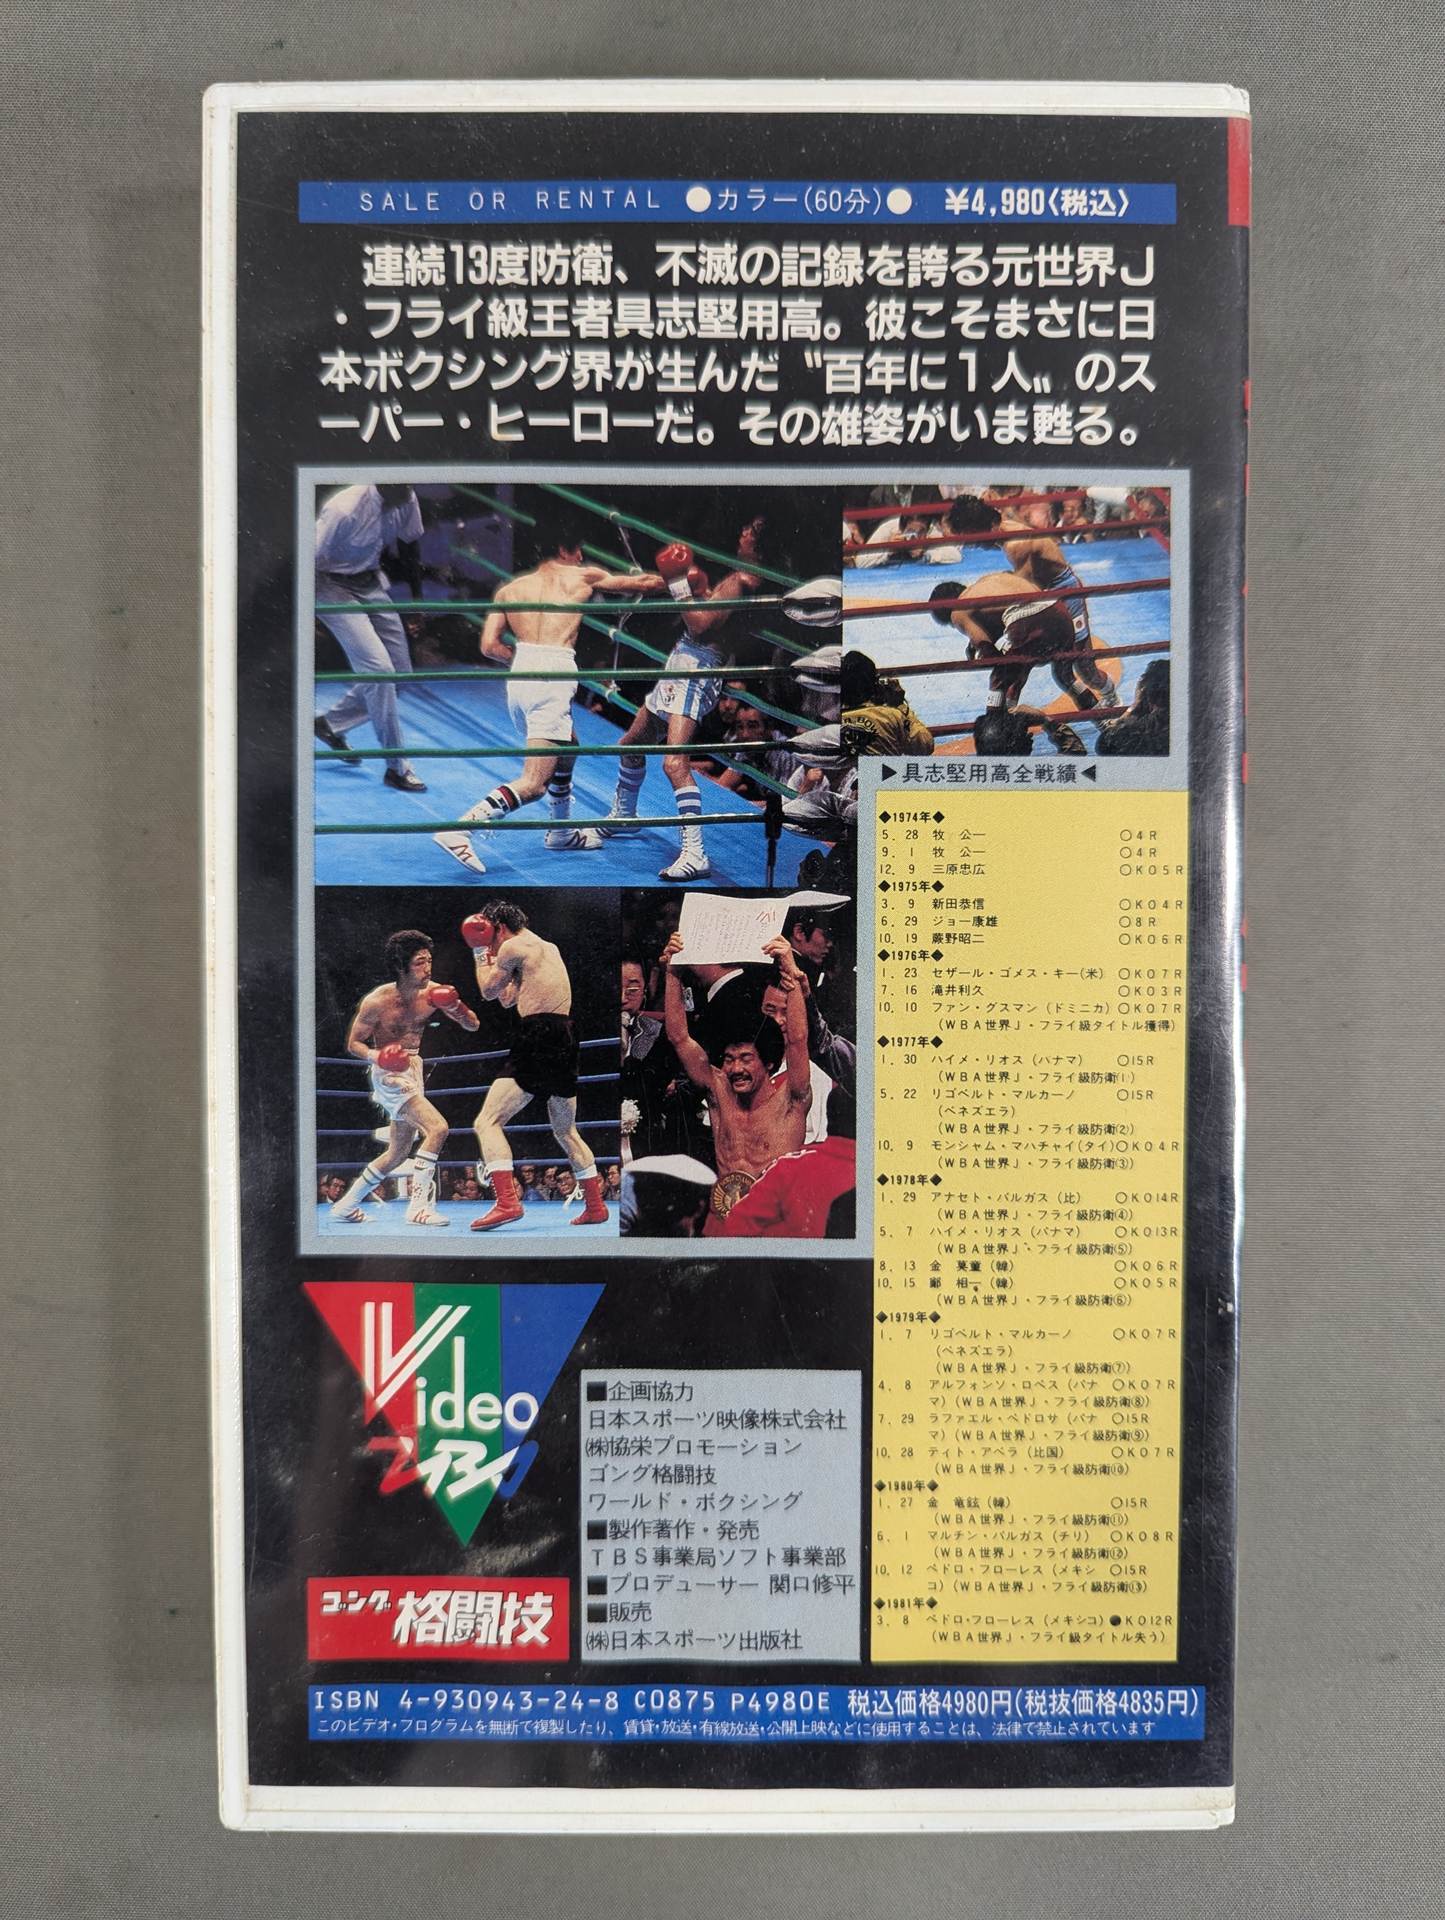 SALE OR RENTAL ●カラー(60分)● ¥4,980〈税込〉
連続13度防衛、不滅の記録を誇る元世界J
・フライ級王者具志堅用高。彼こそまさに日
本ボクシング界が生んだ〝百年に1人〟のス
ーパー・ヒーローだ。その雄姿がいま甦る。
▶具志堅用高全戦績◀
◆1974年◆
5. 28 牧 公一 ○4R
9. 1 牧 公一 ○4R
12. 9 三原忠広 ○KO5R
◆1975年◆
3. 9 新田恭信 ○KO4R
6. 29 ジョー康雄 ○8R
10. 19 蕨野昭二 ○KO6R
◆1976年◆
1. 23 セザール・ゴメス・キー(米) ○KO7R
7. 16 滝井利久 ○KO3R
10. 10 ファン・グスマン(ドミニカ) ○KO7R
(WBA世界J・フライ級タイトル獲得)
◆1977年◆
1. 30 ハイメ・リオス(パナマ) ○15R
(WBA世界J・フライ級防衛①)
5. 22 リゴベルト・マルカーノ ○15R
(ベネズエラ)
(WBA世界J・フライ級防衛②)
10. 9 モンシャム・マハチャイ(タイ)○KO4R
(WBA世界J・フライ級防衛③)
◆1978年◆
1. 29 アナセト・バルガス(比) ○KO14R
(WBA世界J・フライ級防衛④)
5. 7 ハイメ・リオス(パナマ) ○KO13R
(WBA世界J・フライ級防衛⑤)
8. 13 金 (韓) ○KO6R
10. 15 鄭 相一(韓) ○KO5R
(WBA世界J・フライ級防衛⑥)
◆1979年◆
1. 7 リゴベルト・マルカーノ ○KO7R
(ベネズエラ)
(WBA世界J・フライ級防衛⑦)
4. 8 アルフォンソ・ロペス(パナ ○KO7R
マ)(WBA世界J・フライ級防衛⑧)
7. 29 ラファエル・ペドロサ(パナ ○15R
マ)(WBA世界J・フライ級防衛⑨)
10. 28 ティト・アベラ(比国) ○KO7R
(WBA世界J・フライ級防衛⑩)
◆1980年◆
1. 27 金 竜鉉(韓) ○15R
(WBA世界J・フライ級防衛⑪)
6. 1 マルチン・バルガス(チリ) ○KO8R
(WBA世界J・フライ級防衛⑫)
10. 12 ペドロ・フローレス(メキシ ○15R
コ)(WBA世界J・フライ級防衛⑬)
◆1981年◆
3. 8 ペドロ・フローレス(メキシコ)●KO12R
(WBA世界J・フライ級タイトル失う)
Video
ゴング
格闘技
■企画協力
日本スポーツ映像株式会社
㈱協栄プロモーション
ゴング格闘技
ワールド・ボクシング
■製作著作・発売
TBS事業局ソフト事業部
■プロデューサー 関口修平
■販売
㈱日本スポーツ出版社
ISBN 4-930943-24-8 C0875 P4980E 税込価格4980円(税抜価格4835円)
このビデオ・プログラムを無断で複製したり、賃貸・放送・有線放送・公開上映などに使用することは、法律で禁止されています